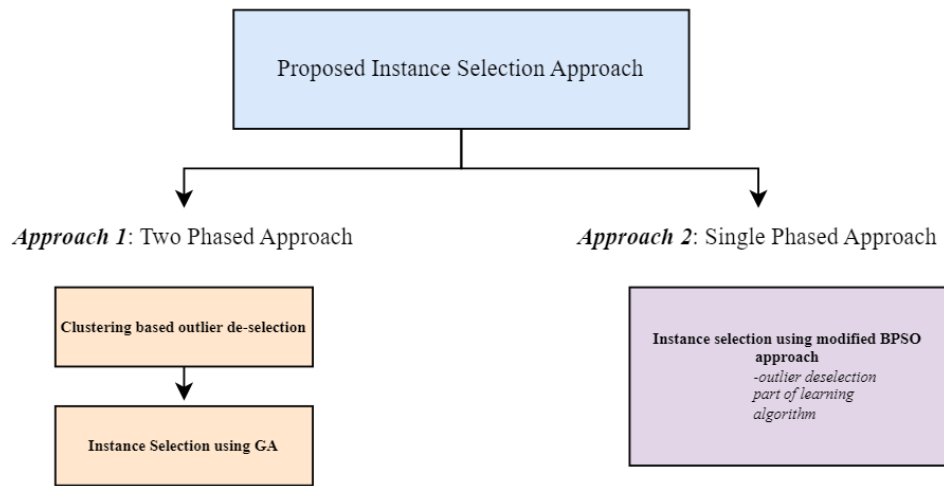 Proposed Instance Selection Approach
Approach 1: Two Phased Approach
Clustering based outlier de-selection
Instance Selection using GA
Approach 2: Single Phased Approach
Instance selection using modified BPSO
approach
-outlier deselection
part of learning
algorithm